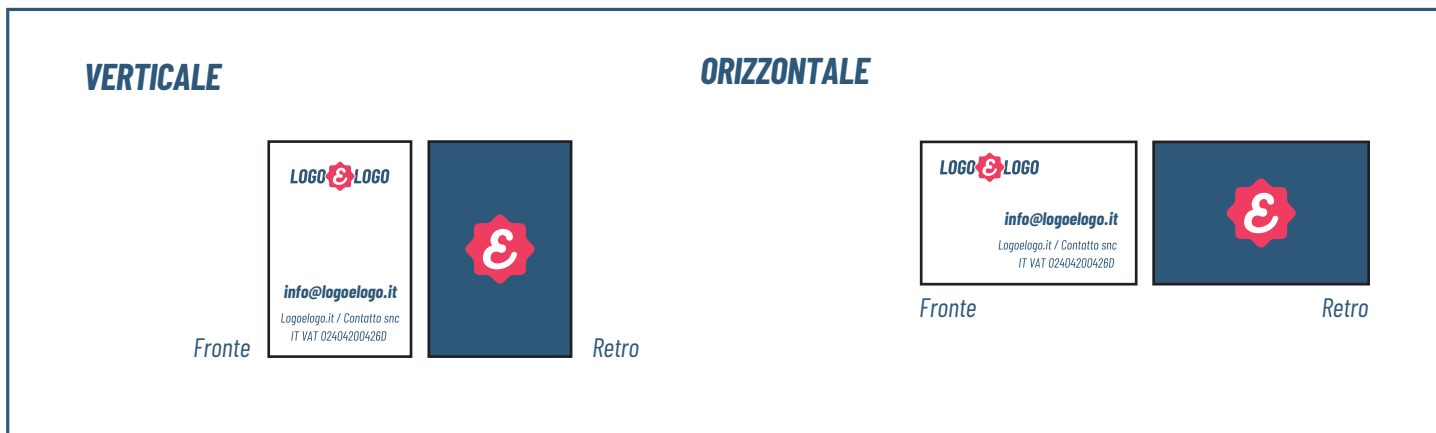 VERTICALE
LOGO & LOGO
info@logoelogo.it
Logoelogo.it / Contatto snc
IT VAT 02404200426D
Fronte
&
Retro
ORIZZONTALE
LOGO & LOGO
info@logoelogo.it
Logoelogo.it / Contatto snc
IT VAT 02404200426D
Fronte
&
Retro